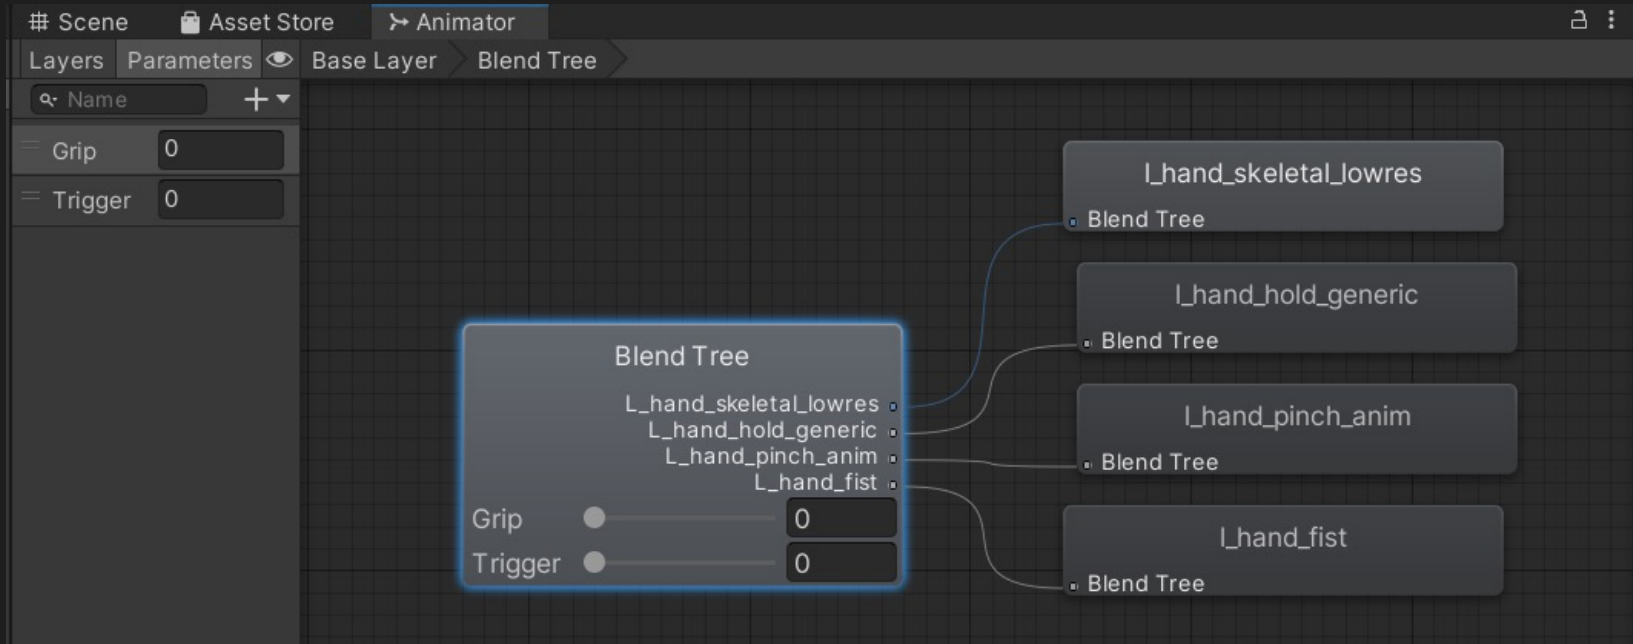 Scene Asset Store Animator
Layers Parameters Base Layer Blend Tree
Name
Grip 0
Trigger 0
Blend Tree
L_hand_skeletal_lowres
L_hand_hold_generic
L_hand_pinch_anim
L_hand_fist
Grip 0
Trigger 0
l_hand_skeletal_lowres
Blend Tree
l_hand_hold_generic
Blend Tree
l_hand_pinch_anim
Blend Tree
l_hand_fist
Blend Tree